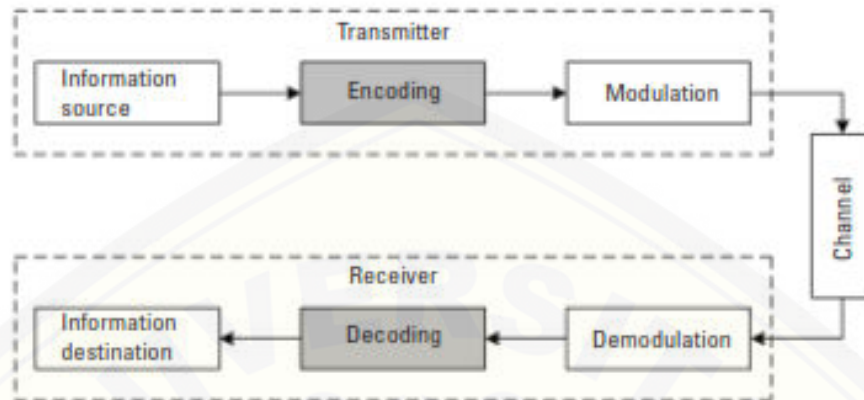 Transmitter
Information
source
Encoding
Modulation
Channel
Receiver
Information
destination
Decoding
Demodulation